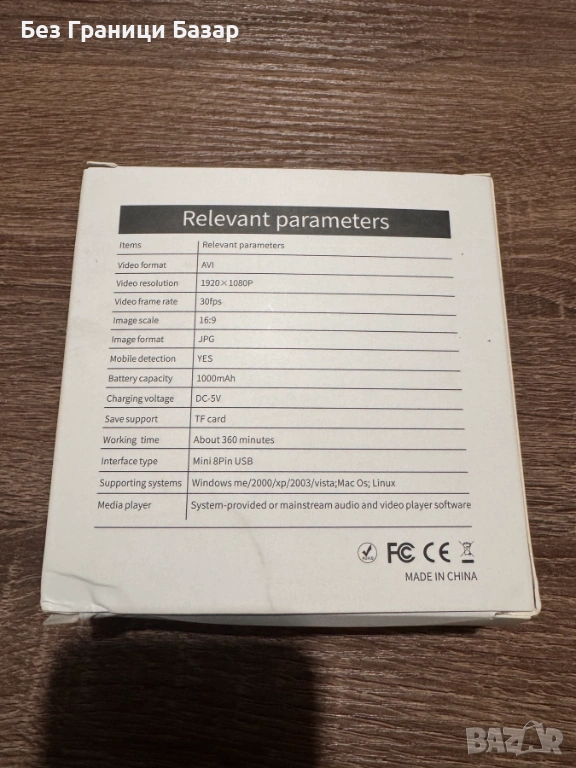 Без Граници Базар
Relevant parameters
Items Relevant parameters
Video format AVI
Video resolution 1920×1080P
Video frame rate 30fps
Image scale 16:9
Image format JPG
Mobile detection YES
Battery capacity 1000mAh
Charging voltage DC-5V
Save support TF card
Working time About 360 minutes
Interface type Mini 8Pin USB
Supporting systems Windows me/2000/xp/2003/vista;Mac Os; Linux
Media player System-provided or mainstream audio and video player software
FC CE
MADE IN CHINA
BAZAR